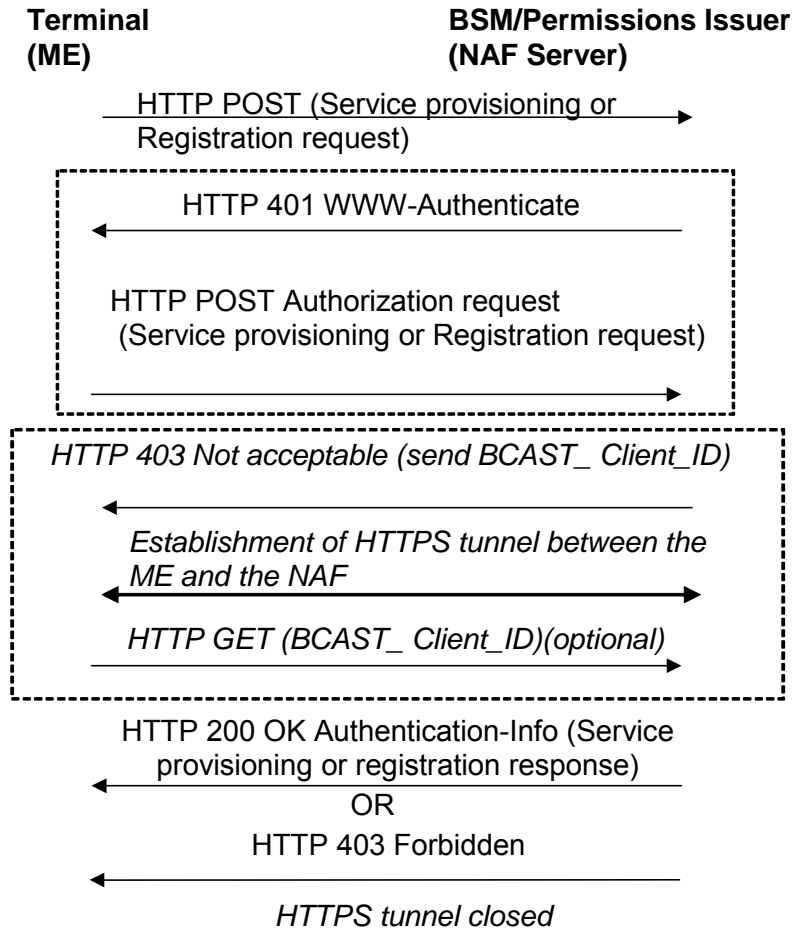 Terminal
(ME)
BSM/Permissions Issuer
(NAF Server)
HTTP POST (Service provisioning or
Registration request)
HTTP 401 WWW-Authenticate
HTTP POST Authorization request
(Service provisioning or Registration request)
HTTP 403 Not acceptable (send BCAST_ Client_ID)
Establishment of HTTPS tunnel between the
ME and the NAF
HTTP GET (BCAST_ Client_ID)(optional)
HTTP 200 OK Authentication-Info (Service
provisioning or registration response)
OR
HTTP 403 Forbidden
HTTPS tunnel closed